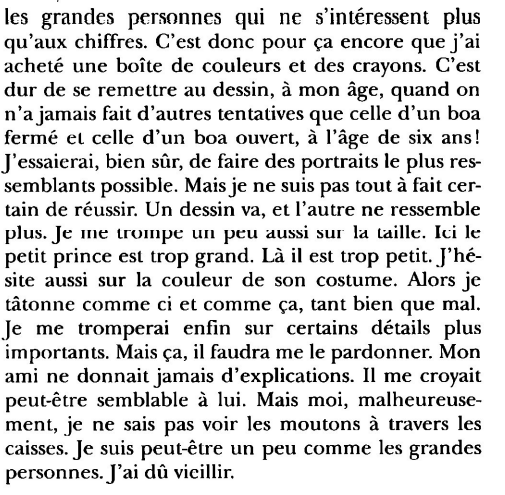 les grandes personnes qui ne s'intéressent plus
qu'aux chiffres. C'est donc pour ça encore que j'ai
acheté une boîte de couleurs et des crayons. C'est
dur de se remettre au dessin, à mon âge, quand on
n'a jamais fait d'autres tentatives que celle d'un boa
fermé et celle d'un boa ouvert, à l'âge de six ans!
J'essaierai, bien sûr, de faire des portraits le plus res-
semblants possible. Mais je ne suis pas tout à fait cer-
tain de réussir. Un dessin va, et l'autre ne ressemble
plus. Je me trompe un peu aussi sur la taille. Ici le
petit prince est trop grand. Là il est trop petit. J'hé-
site aussi sur la couleur de son costume. Alors je
tâtonne comme ci et comme ça, tant bien que mal.
Je me tromperai enfin sur certains détails plus
importants. Mais ça, il faudra me le pardonner. Mon
ami ne donnait jamais d'explications. Il me croyait
peut-être semblable à lui. Mais moi, malheureuse-
ment, je ne sais pas voir les moutons à travers les
caisses. Je suis peut-être un peu comme les grandes
personnes. J'ai dû vieillir.